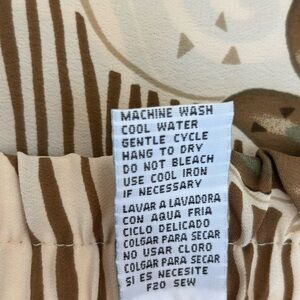 MACHINE WASH
COOL WATER
GENTLE CYCLE
HANG TO DRY
DO NOT BLEACH
USE COOL IRON
IF NECESSARY
LAVAR A LAVADORA
CON AQUA FRIA
CICLO DELICADO
COLGAR PARA SECAR
NO USAR CLORO
COLGAR PARA SECAR
SI ES NECESITE
F20 SEW